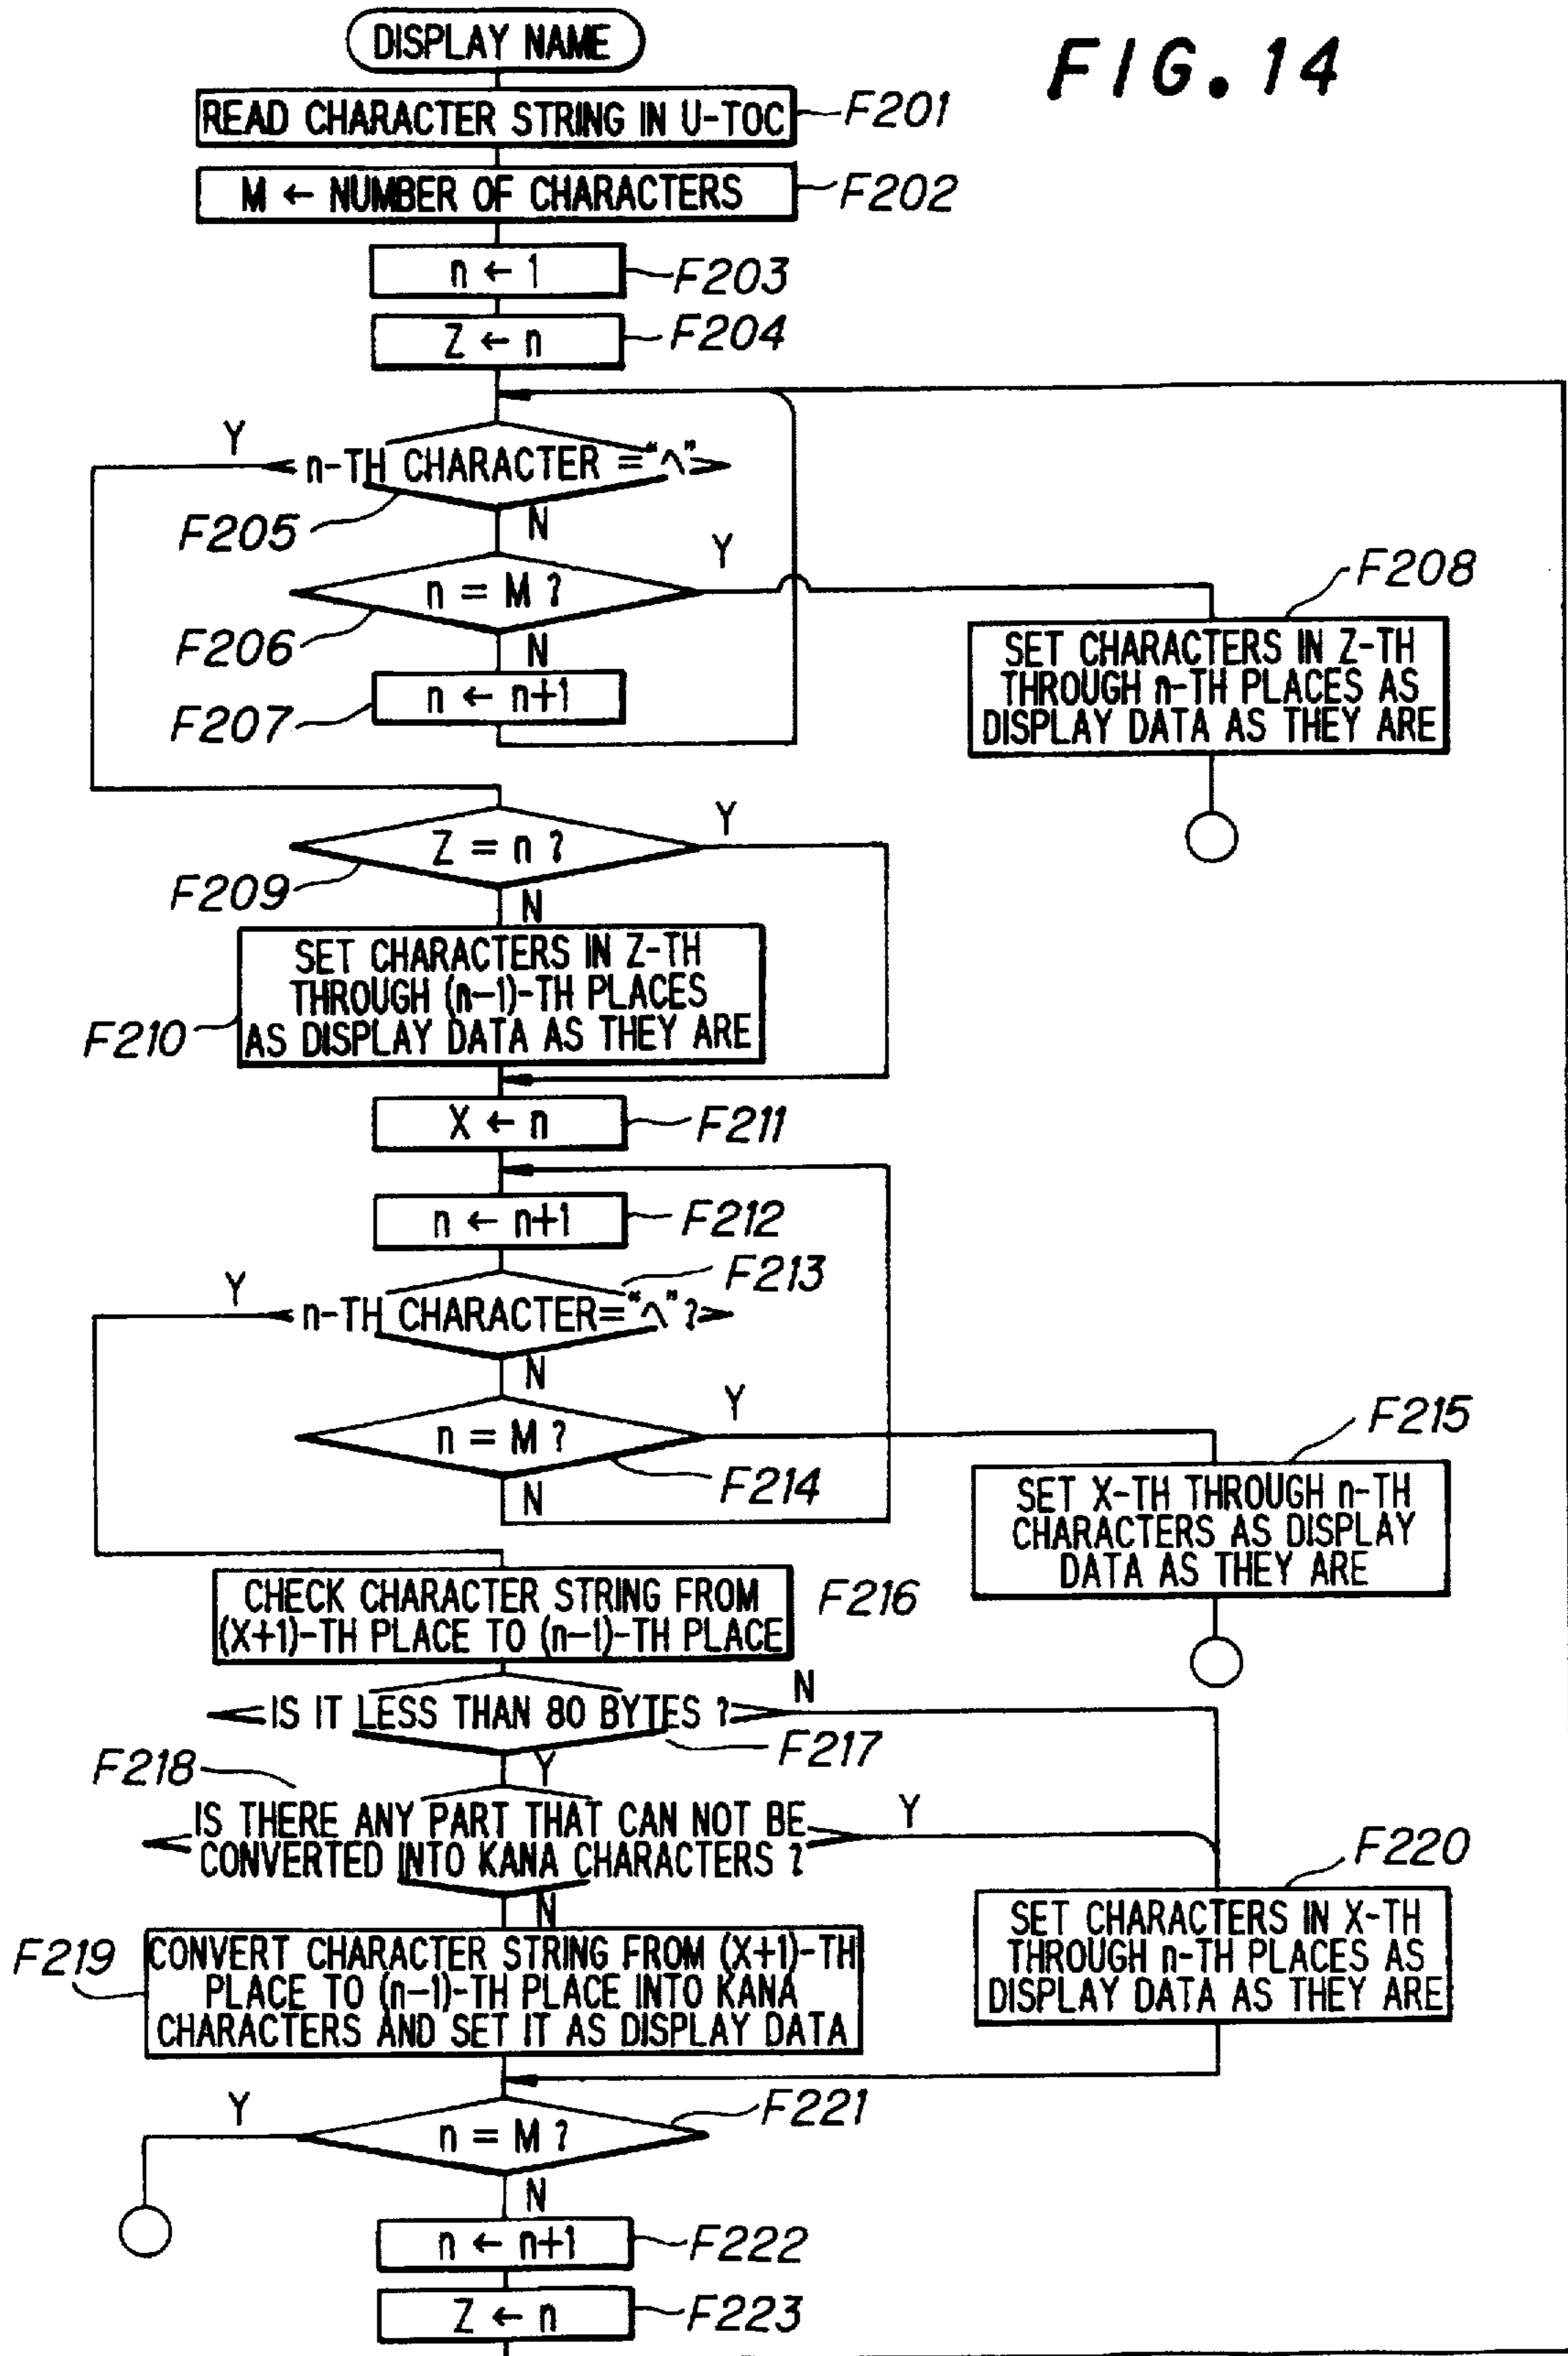 DISPLAY NAME
FIG.14
READ CHARACTER STRING IN U-TOC
F201
M ← NUMBER OF CHARACTERS
F202
n ← 1
F203
Z ← n
F204
Y
n-TH CHARACTER ="^"
F205
N
Y
n = M ?
F206
N
n ← n+1
F207
F208
SET CHARACTERS IN Z-TH
THROUGH n-TH PLACES AS
DISPLAY DATA AS THEY ARE
Z = n ?
Y
F209
N
SET CHARACTERS IN Z-TH
THROUGH (n-1)-TH PLACES
AS DISPLAY DATA AS THEY ARE
F210
X ← n
F211
n ← n+1
F212
F213
Y
n-TH CHARACTER="^" ?
N
Y
n = M ?
F214
N
F215
SET X-TH THROUGH n-TH
CHARACTERS AS DISPLAY
DATA AS THEY ARE
CHECK CHARACTER STRING FROM
(X+1)-TH PLACE TO (n-1)-TH PLACE
F216
IS IT LESS THAN 80 BYTES ?
N
F217
Y
F218
IS THERE ANY PART THAT CAN NOT BE
CONVERTED INTO KANA CHARACTERS ?
Y
N
F220
SET CHARACTERS IN X-TH
THROUGH n-TH PLACES AS
DISPLAY DATA AS THEY ARE
F219
CONVERT CHARACTER STRING FROM (X+1)-TH
PLACE TO (n-1)-TH PLACE INTO KANA
CHARACTERS AND SET IT AS DISPLAY DATA
Y
n = M ?
F221
N
n ← n+1
F222
Z ← n
F223